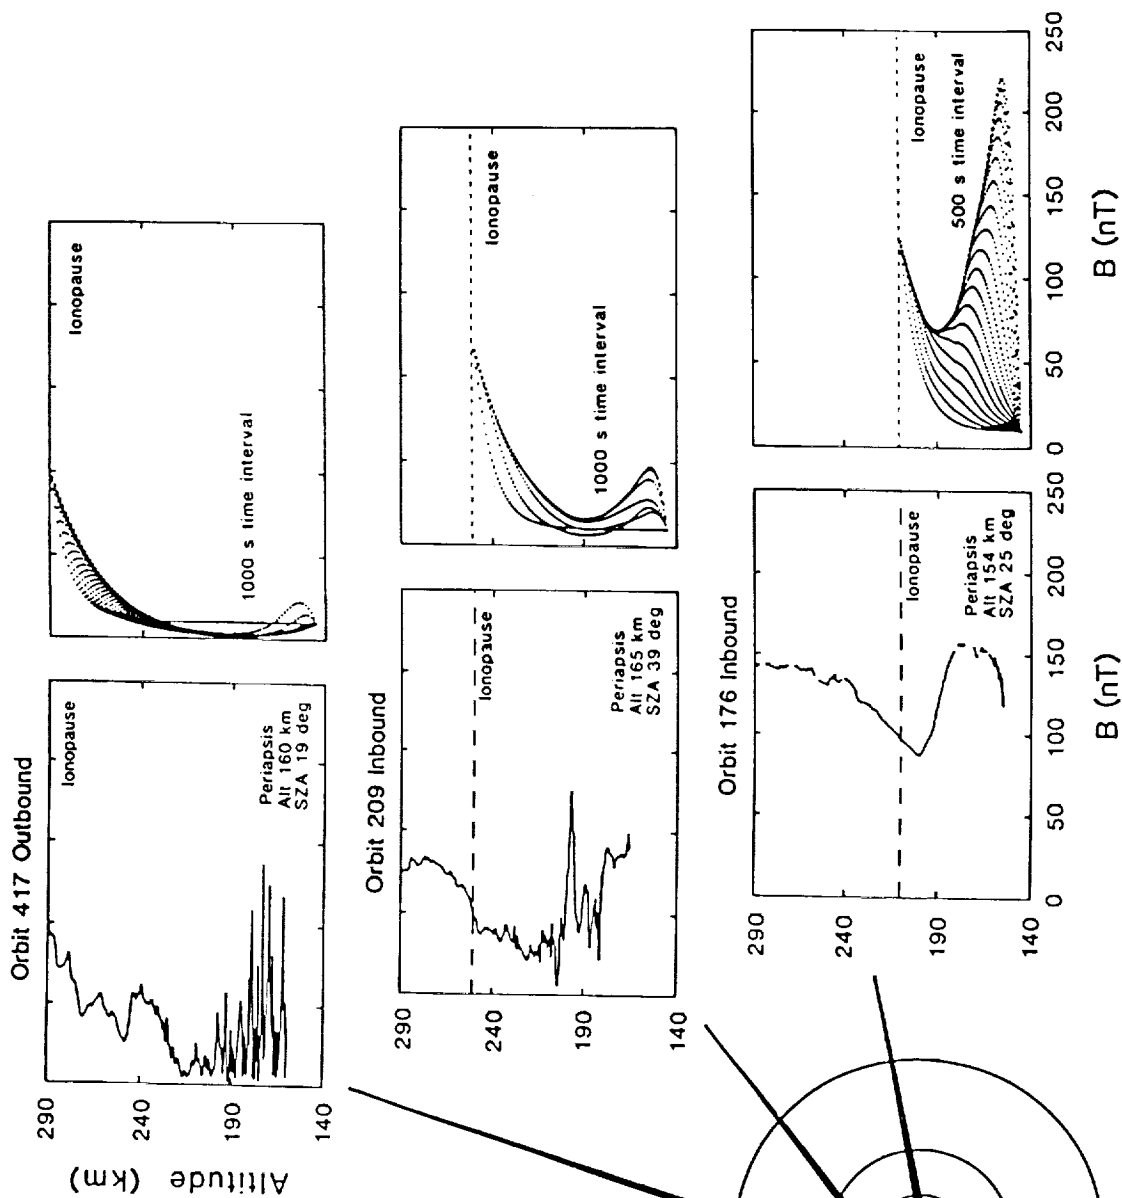 Orbit 417 Outbound
Ionopause
Periapsis
Alt 160 km
SZA 19 deg
290
240
190
140
Altitude (km)
Ionopause
1000 s time interval
Orbit 209 Inbound
Ionopause
Periapsis
Alt 165 km
SZA 39 deg
290
240
190
140
Ionopause
1000 s time interval
Orbit 176 Inbound
Ionopause
Periapsis
Alt 154 km
SZA 25 deg
290
240
190
140
0 50 100 150 200 250
B (nT)
Ionopause
500 s time interval
0 50 100 150 200 250
B (nT)